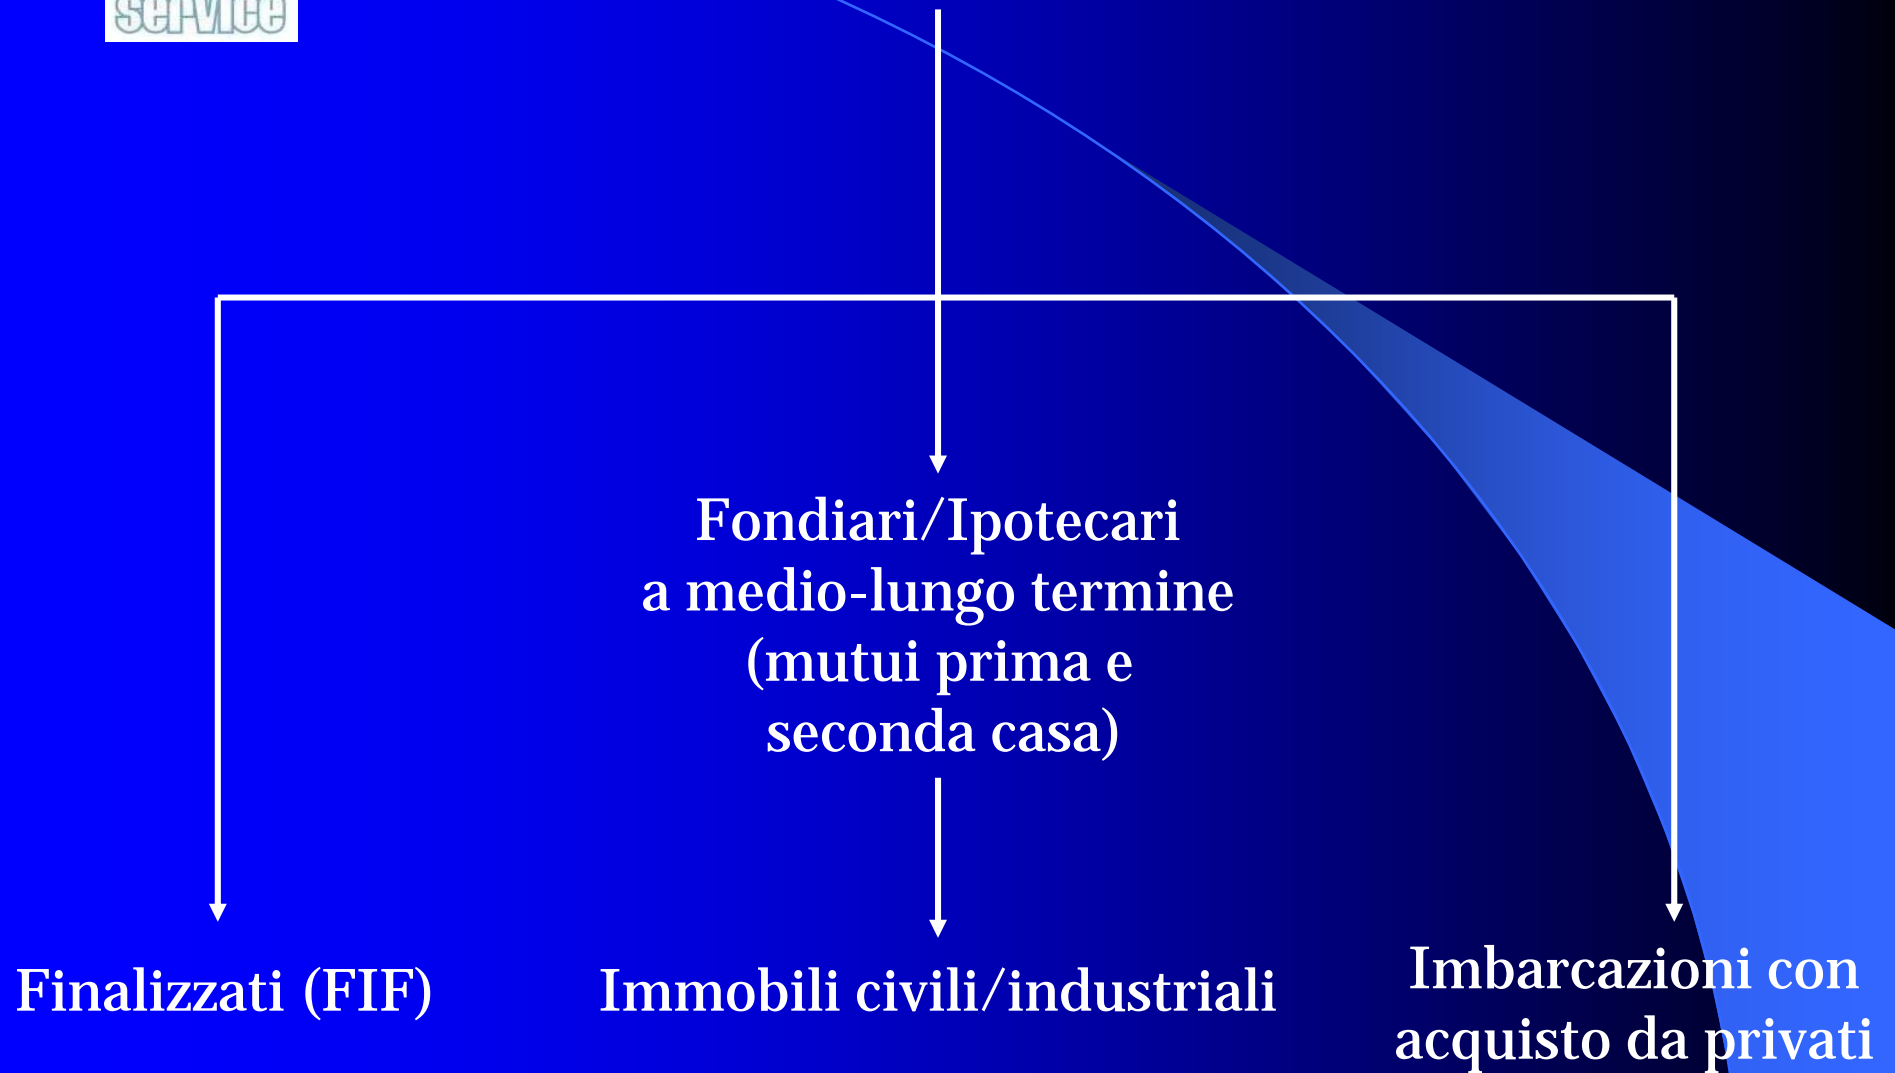 service
Fondiari/Ipotecari
a medio-lungo termine
(mutui prima e
seconda casa)
Finalizzati (FIF)
Immobili civili/industriali
Imbarcazioni con
acquisto da privati